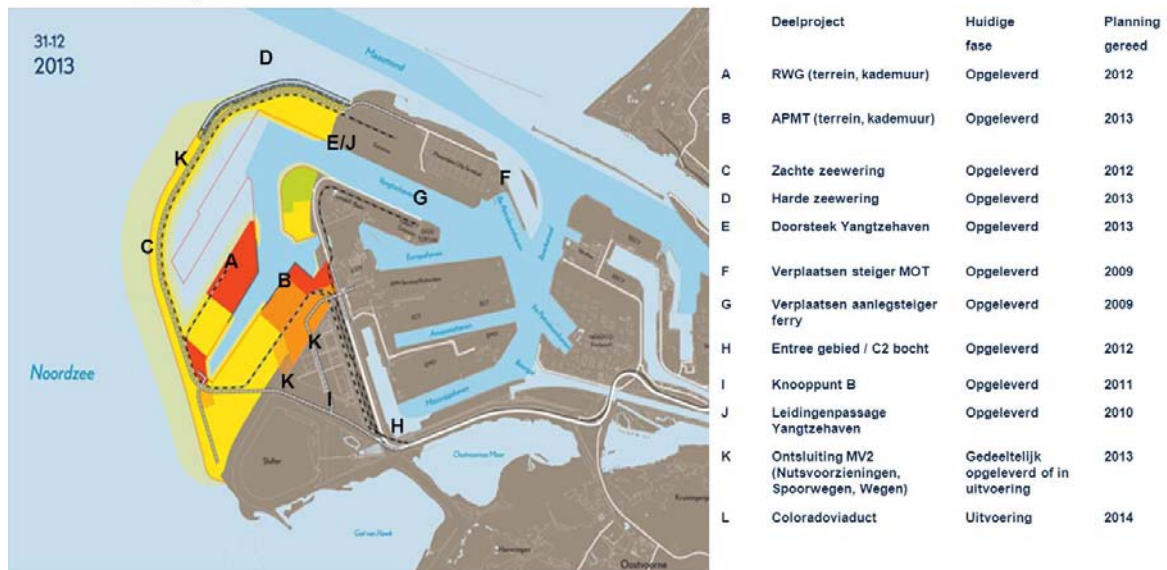 31-12
2013
D
K
E/J
F
G
C
A
B
K
K
I
H
Maasmond
Yangtzehaven
Europahaven
Amazonehaven
Mississippihaven
Noordzee
Slufter
Oostvoornse Meer
Oostvoorne
Deelproject Huidige fase Planning gereed
A RWG (terrein, kademuur) Opgeleverd 2012
B APMT (terrein, kademuur) Opgeleverd 2013
C Zachte zeewering Opgeleverd 2012
D Harde zeewering Opgeleverd 2013
E Doorsteek Yangtzehaven Opgeleverd 2013
F Verplaatsen steiger MOT Opgeleverd 2009
G Verplaatsen aanlegsteiger Opgeleverd 2009
ferry
H Entree gebied / C2 bocht Opgeleverd 2012
I Knooppunt B Opgeleverd 2011
J Leidingenpassage Opgeleverd 2010
Yangtzehaven
K Ontsluiting MV2 Gedeeltelijk 2013
(Nutsvoorzieningen, opgeleverd of in
Spoorwegen, Wegen) uitvoering
L Coloradoviaduct Uitvoering 2014